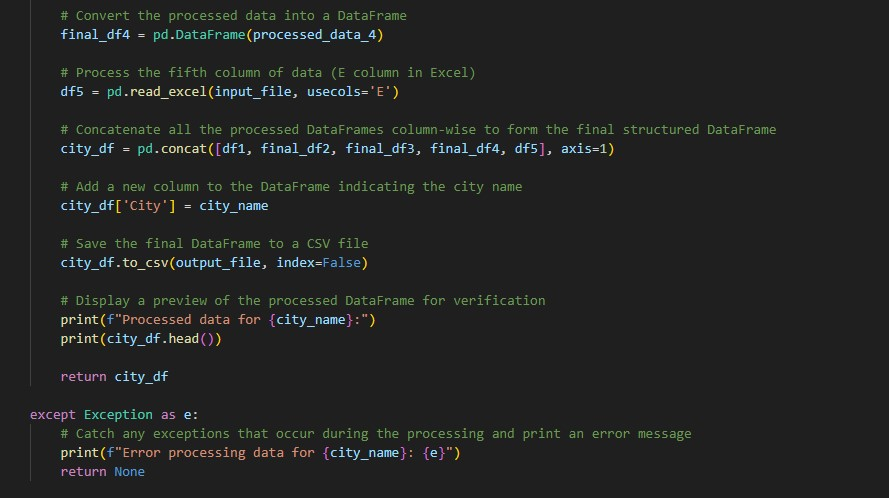 # Convert the processed data into a DataFrame
final_df4 = pd.DataFrame(processed_data_4)
# Process the fifth column of data (E column in Excel)
df5 = pd.read_excel(input_file, usecols='E')
# Concatenate all the processed DataFrames column-wise to form the final structured DataFrame
city_df = pd.concat([df1, final_df2, final_df3, final_df4, df5], axis=1)
# Add a new column to the DataFrame indicating the city name
city_df['City'] = city_name
# Save the final DataFrame to a CSV file
city_df.to_csv(output_file, index=False)
# Display a preview of the processed DataFrame for verification
print(f"Processed data for {city_name}:")
print(city_df.head())
return city_df
except Exception as e:
# Catch any exceptions that occur during the processing and print an error message
print(f"Error processing data for {city_name}: {e}")
return None